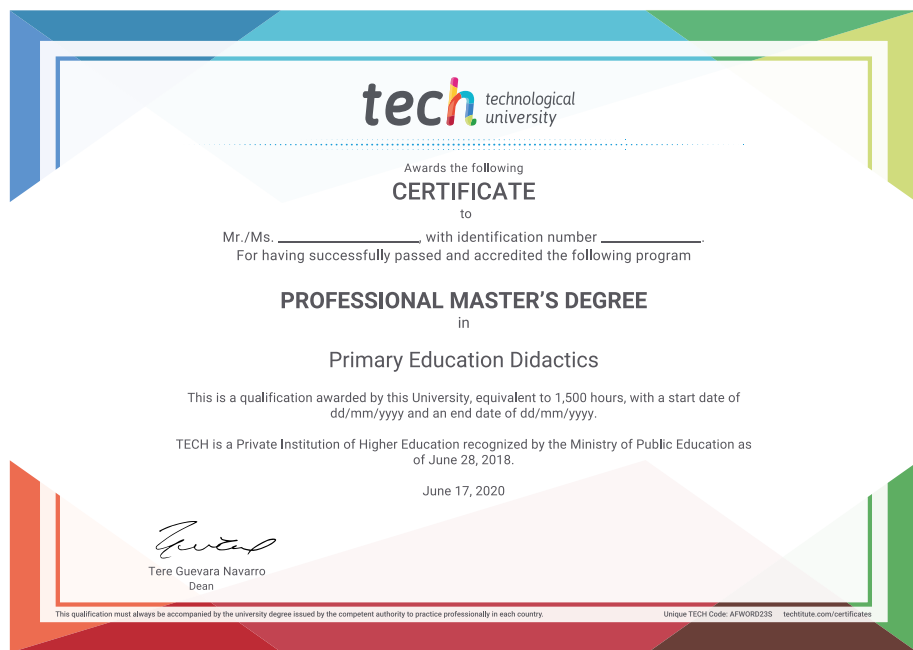 tech technological
university
Awards the following
CERTIFICATE
to
Mr./Ms. _______________, with identification number ___________.
For having successfully passed and accredited the following program
PROFESSIONAL MASTER'S DEGREE
in
Primary Education Didactics
This is a qualification awarded by this University, equivalent to 1,500 hours, with a start date of
dd/mm/yyyy and an end date of dd/mm/yyyy.
TECH is a Private Institution of Higher Education recognized by the Ministry of Public Education as
of June 28, 2018.
June 17, 2020
Tere Guevara Navarro
Dean
This qualification must always be accompanied by the university degree issued by the competent authority to practice professionally in each country.
Unique TECH Code: AFWORD23S techtitute.com/certificates